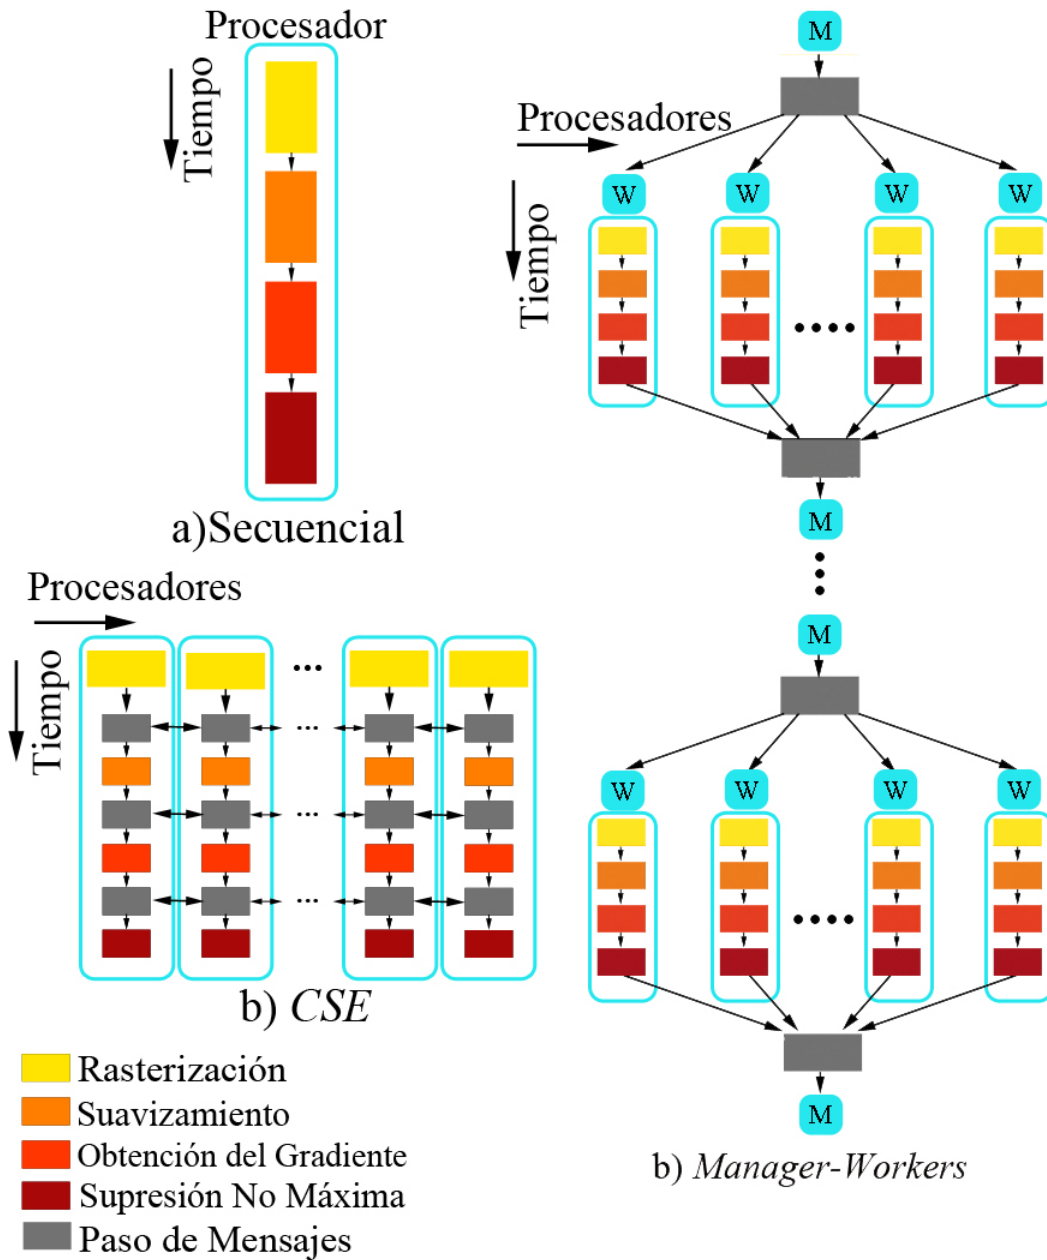 Procesador
Tiempo
a)Secuencial
Procesadores
Tiempo
...
...
...
...
b) CSE
Rasterización
Suavizamiento
Obtención del Gradiente
Supresión No Máxima
Paso de Mensajes
M
Procesadores
Tiempo
W W W W
M
M
W W W W
M
b) Manager-Workers